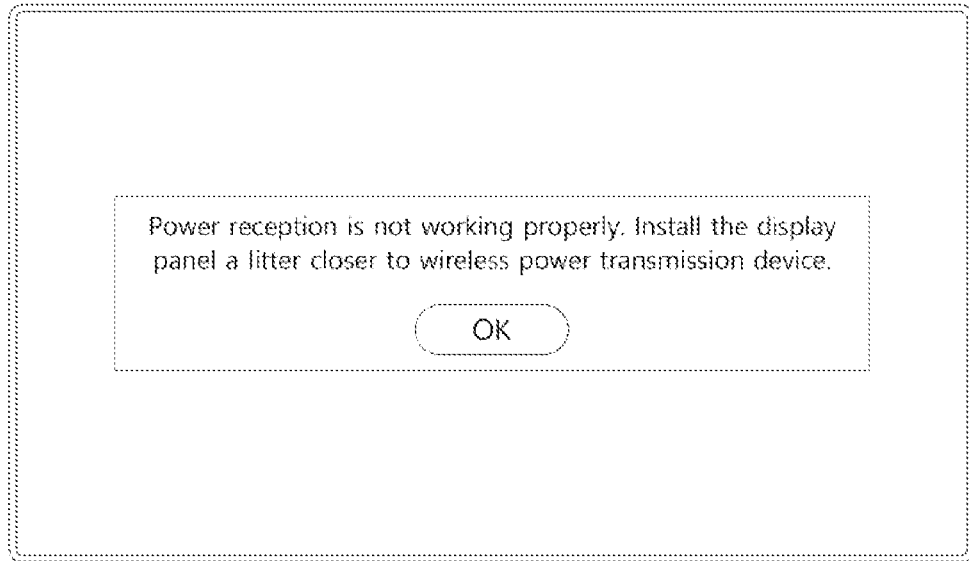 Power reception is not working properly. Install the display
panel a litter closer to wireless power transmission device.
OK